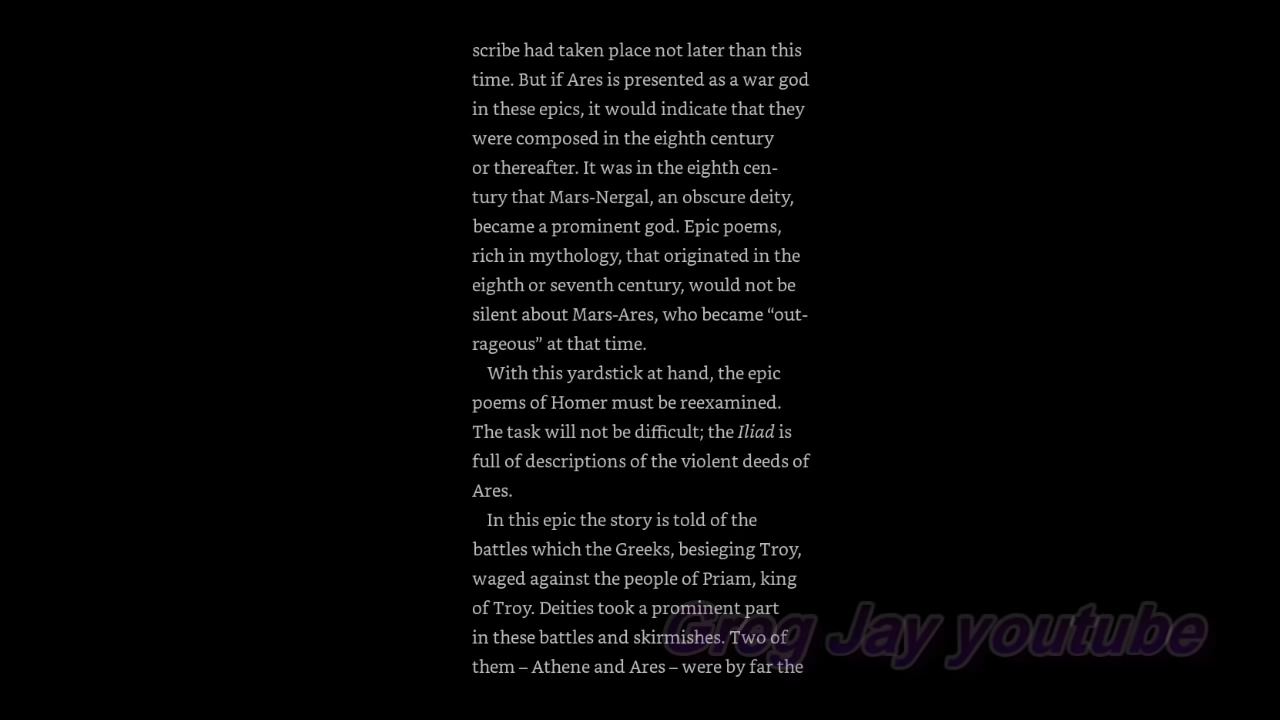 scribe had taken place not later than this
time. But if Ares is presented as a war god
in these epics, it would indicate that they
were composed in the eighth century
or thereafter. It was in the eighth cen-
tury that Mars-Nergal, an obscure deity,
became a prominent god. Epic poems,
rich in mythology, that originated in the
eighth or seventh century, would not be
silent about Mars-Ares, who became “out-
rageous” at that time.
With this yardstick at hand, the epic
poems of Homer must be reexamined.
The task will not be difficult; the Iliad is
full of descriptions of the violent deeds of
Ares.
In this epic the story is told of the
battles which the Greeks, besieging Troy,
waged against the people of Priam, king
of Troy. Deities took a prominent part
in these battles and skirmishes. Two of
them – Athene and Ares – were by far the
Greg Jay youtube